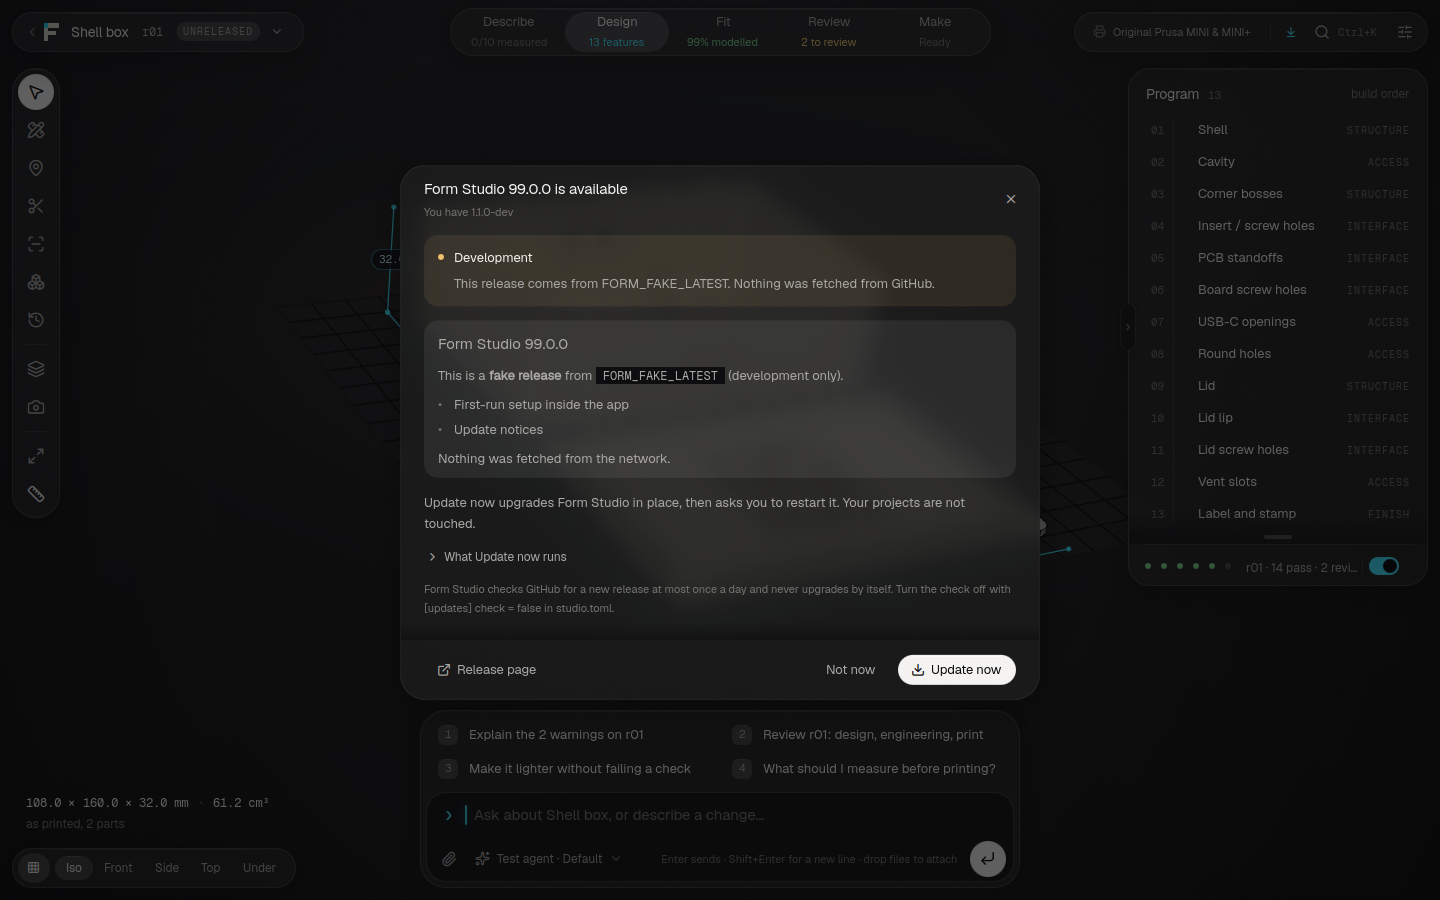 Shell box r01 UNRELEASED
Describe
0/10 measured
Design
13 features
Fit
99% modelled
Review
2 to review
Make
Ready
Original Prusa MINI & MINI+
Ctrl+K
Program 13 build order
01 Shell STRUCTURE
02 Cavity ACCESS
03 Corner bosses STRUCTURE
04 Insert / screw holes INTERFACE
05 PCB standoffs INTERFACE
06 Board screw holes INTERFACE
07 USB-C openings ACCESS
08 Round holes ACCESS
09 Lid STRUCTURE
10 Lid lip INTERFACE
11 Lid screw holes INTERFACE
12 Vent slots ACCESS
13 Label and stamp FINISH
r01 · 14 pass · 2 revi...
32.
Form Studio 99.0.0 is available
You have 1.1.0-dev
Development
This release comes from FORM_FAKE_LATEST. Nothing was fetched from GitHub.
Form Studio 99.0.0
This is a fake release from FORM_FAKE_LATEST (development only).
• First-run setup inside the app
• Update notices
Nothing was fetched from the network.
Update now upgrades Form Studio in place, then asks you to restart it. Your projects are not
touched.
What Update now runs
Form Studio checks GitHub for a new release at most once a day and never upgrades by itself. Turn the check off with
[updates] check = false in studio.toml.
Release page
Not now
Update now
1 Explain the 2 warnings on r01
2 Review r01: design, engineering, print
3 Make it lighter without failing a check
4 What should I measure before printing?
Ask about Shell box, or describe a change...
Test agent · Default
Enter sends · Shift+Enter for a new line · drop files to attach
108.0 × 160.0 × 32.0 mm · 61.2 cm³
as printed, 2 parts
Iso Front Side Top Under